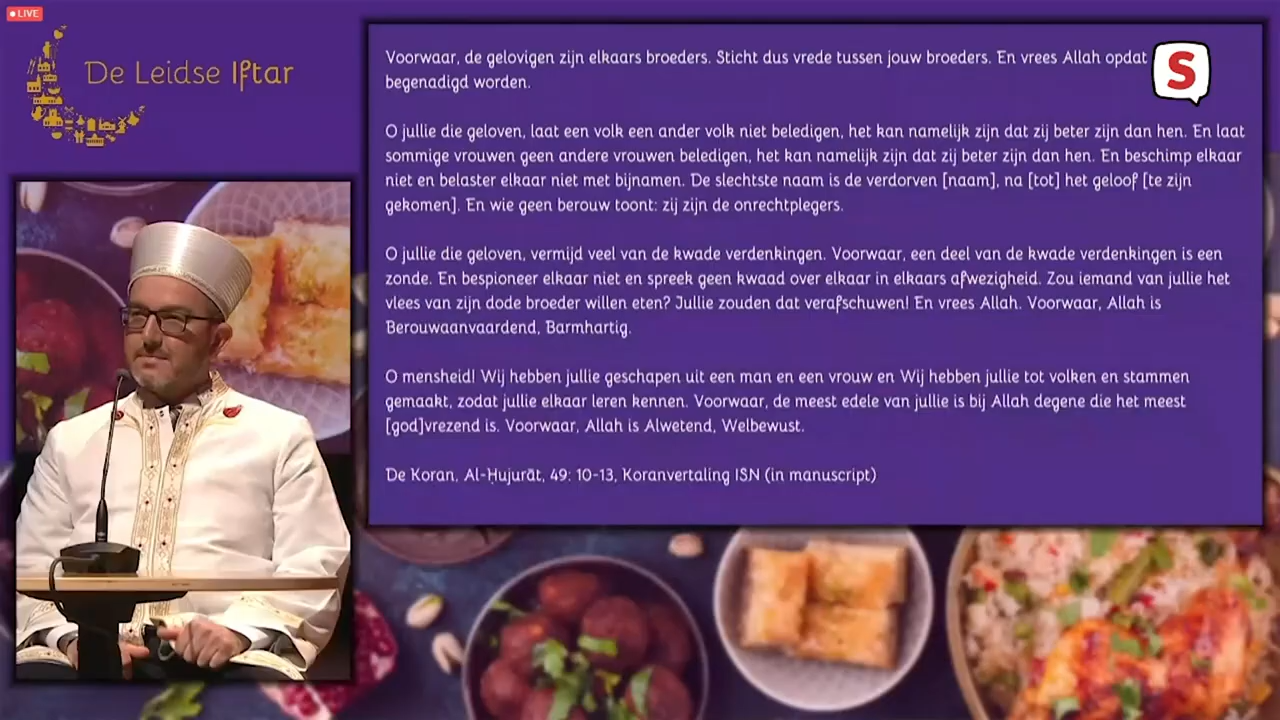 LIVE
De Leidse Iftar
Voorwaar, de gelovigen zijn elkaars broeders. Sticht dus vrede tussen jouw broeders. En vrees Allah opdat
S
begenadigd worden.
O jullie die geloven, laat een volk een ander volk niet beledigen, het kan namelijk zijn dat zij beter zijn dan hen. En laat
sommige vrouwen geen andere vrouwen beledigen, het kan namelijk zijn dat zij beter zijn dan hen. En beschimp elkaar
niet en belaster elkaar niet met bijnamen. De slechtste naam is de verdorven [naam], na [tot] het geloof [te zijn
gekomen]. En wie geen berouw toont: zij zijn de onrechtplegers.
O jullie die geloven, vermijd veel van de kwade verdenkingen. Voorwaar, een deel van de kwade verdenkingen is een
zonde. En bespioneer elkaar niet en spreek geen kwaad over elkaar in elkaars afwezigheid. Zou iemand van jullie het
vlees van zijn dode broeder willen eten? Jullie zouden dat verafschuwen! En vrees Allah. Voorwaar, Allah is
Berouwaanvaardend, Barmhartig.
O mensheid! Wij hebben jullie geschapen uit een man en een vrouw en Wij hebben jullie tot volken en stammen
gemaakt, zodat jullie elkaar leren kennen. Voorwaar, de meest edele van jullie is bij Allah degene die het meest
[god]vrezend is. Voorwaar, Allah is Alwetend, Welbewust.
De Koran, Al-Ḥujurāt, 49: 10-13, Koranvertaling ISN (in manuscript)